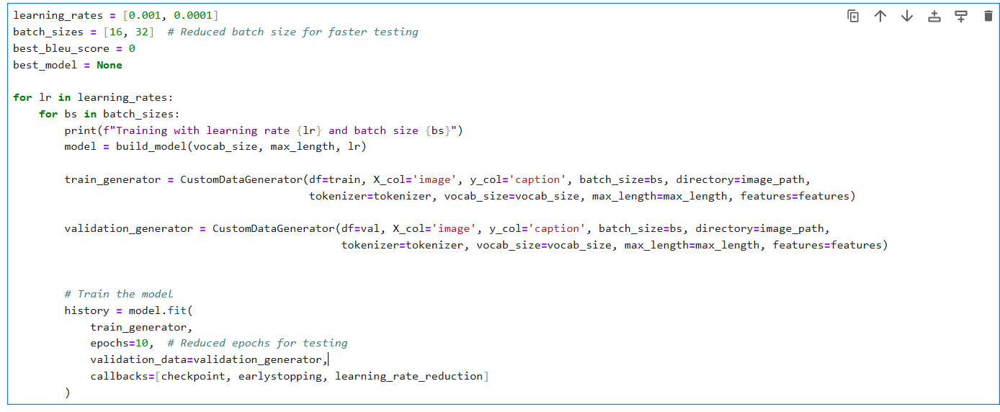 learning_rates = [0.001, 0.0001]
batch_sizes = [16, 32]  # Reduced batch size for faster testing
best_bleu_score = 0
best_model = None

for lr in learning_rates:
    for bs in batch_sizes:
        print(f"Training with learning rate {lr} and batch size {bs}")
        model = build_model(vocab_size, max_length, lr)

        train_generator = CustomDataGenerator(df=train, X_col='image', y_col='caption', batch_size=bs, directory=image_path,
                                              tokenizer=tokenizer, vocab_size=vocab_size, max_length=max_length, features=features)

        validation_generator = CustomDataGenerator(df=val, X_col='image', y_col='caption', batch_size=bs, directory=image_path,
                                                   tokenizer=tokenizer, vocab_size=vocab_size, max_length=max_length, features=features)


        # Train the model
        history = model.fit(
            train_generator,
            epochs=10,  # Reduced epochs for testing
            validation_data=validation_generator,
            callbacks=[checkpoint, earlystopping, learning_rate_reduction]
        )